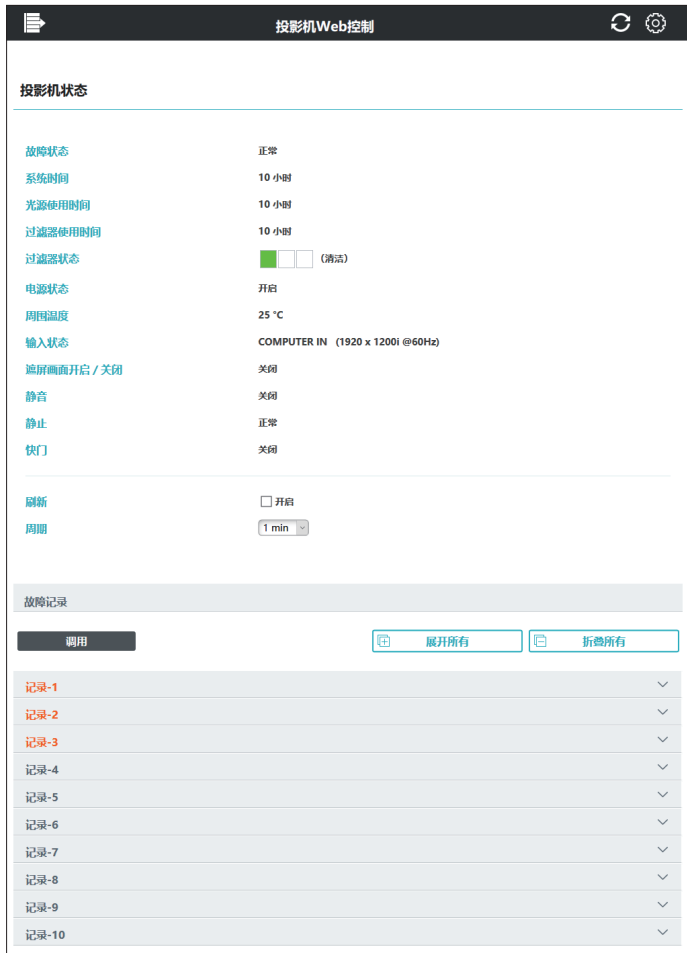 投影机Web控制
投影机状态
故障状态 正常
系统时间 10 小时
光源使用时间 10 小时
过滤器使用时间 10 小时
过滤器状态 (清洁)
电源状态 开启
周围温度 25 °C
输入状态 COMPUTER IN (1920 x 1200i @60Hz)
遮屏画面开启 / 关闭 关闭
静音 关闭
静止 正常
快门 关闭
刷新 开启
周期 1 min
故障记录
调用 展开所有 折叠所有
记录-1
记录-2
记录-3
记录-4
记录-5
记录-6
记录-7
记录-8
记录-9
记录-10